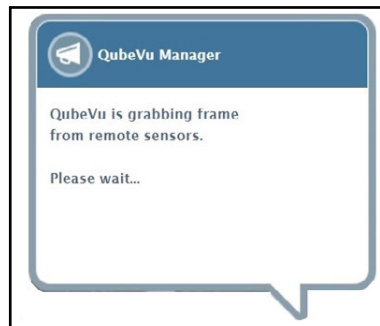 QubeVu Manager
QubeVu is grabbing frame
from remote sensors.
Please wait...